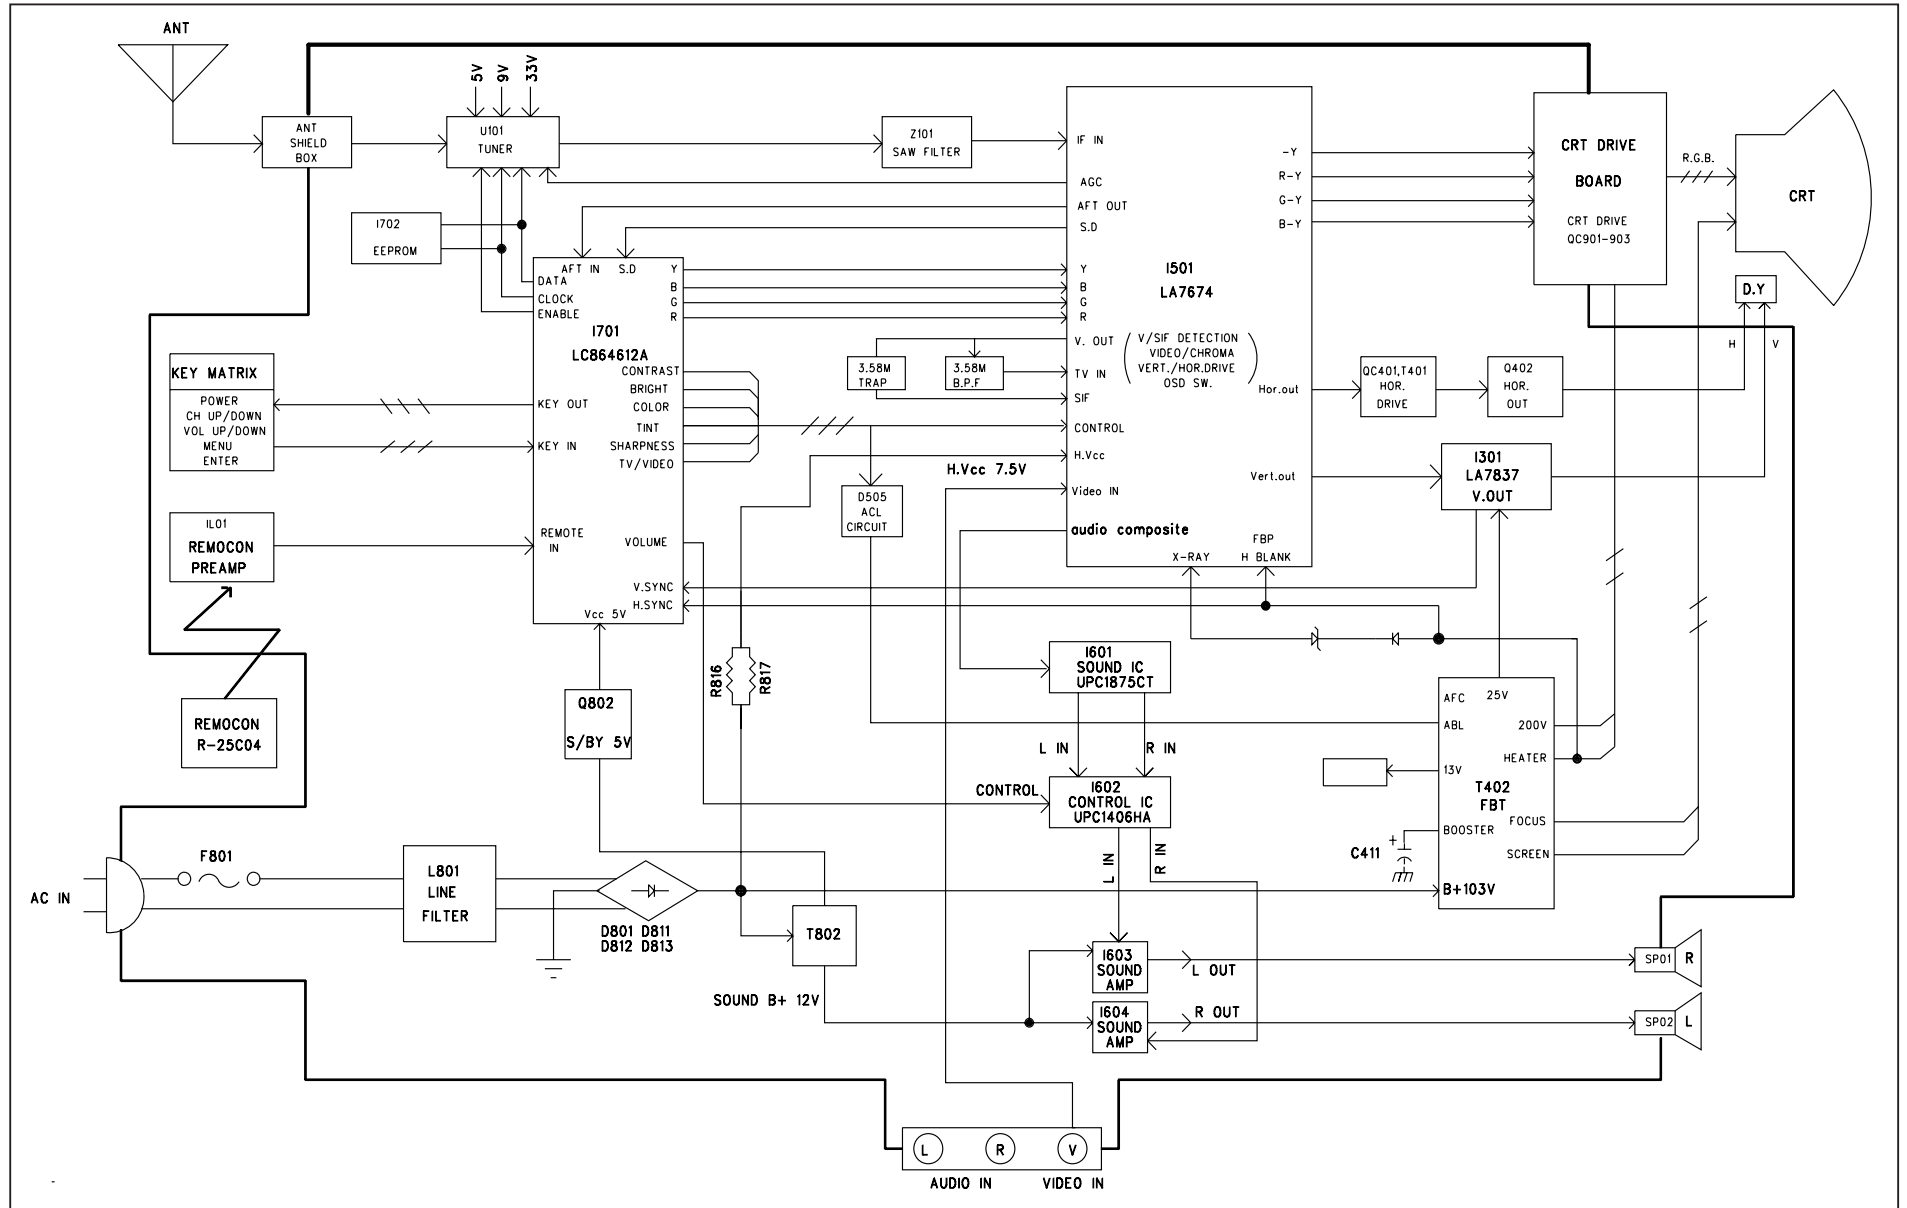 ANT
ANT
SHIELD
BOX
5V
9V
33V
U101
TUNER
Z101
SAW FILTER
I702
EEPROM
AFT IN
S.D
DATA
CLOCK
ENABLE
Y
B
G
R
I701
LC864612A
CONTRAST
BRIGHT
COLOR
TINT
SHARPNESS
TV/VIDEO
KEY OUT
KEY IN
REMOTE
IN
VOLUME
V.SYNC
H.SYNC
Vcc 5V
KEY MATRIX
POWER
CH UP/DOWN
VOL UP/DOWN
MENU
ENTER
IL01
REMOCON
PREAMP
REMOCON
R-25C04
IF IN
AGC
AFT OUT
S.D
Y
B
G
R
V. OUT
TV IN
SIF
CONTROL
H.Vcc
Video IN
audio composite
X-RAY
FBP
H BLANK
I501
LA7674
V/SIF DETECTION
VIDEO/CHROMA
VERT./HOR.DRIVE
OSD SW.
-Y
R-Y
G-Y
B-Y
Hor.out
Vert.out
3.58M
TRAP
3.58M
B.P.F
H.Vcc 7.5V
D505
ACL
CIRCUIT
CRT DRIVE
BOARD
CRT DRIVE
QC901-903
R.G.B.
CRT
D.Y
H
V
QC401,T401
HOR.
DRIVE
Q402
HOR.
OUT
I301
LA7837
V.OUT
R816
R817
Q802
S/BY 5V
I601
SOUND IC
UPC1875CT
L IN
R IN
CONTROL
I602
CONTROL IC
UPC1406HA
L IN
R IN
AFC
25V
ABL
200V
HEATER
13V
T402
FBT
FOCUS
BOOSTER
SCREEN
B+103V
+
C411
AC IN
F801
L801
LINE
FILTER
D801 D811
D812 D813
T802
SOUND B+ 12V
I603
SOUND
AMP
L OUT
I604
SOUND
AMP
R OUT
SP01
R
SP02
L
L
R
V
AUDIO IN
VIDEO IN